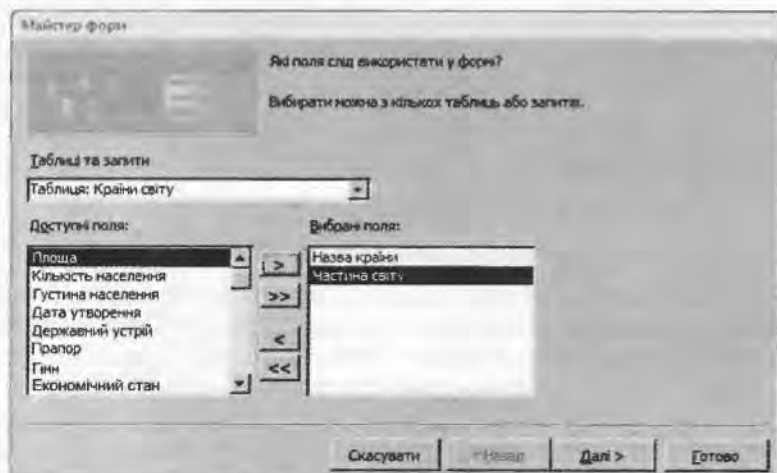 Майстер форм
Які поля слід використати у формі?
Вибирати можна з кількох таблиць або запитів.
Таблиці та запити
Таблиця: Країни світу
Доступні поля:
Вибрані поля:
Площа
Кількість населення
Густина населення
Дата утворення
Державний устрій
Прапор
Гімн
Економічний стан
>
>>
<
<<
Назва країни
Частина світу
Скасувати
< Назад
Далі >
Готово